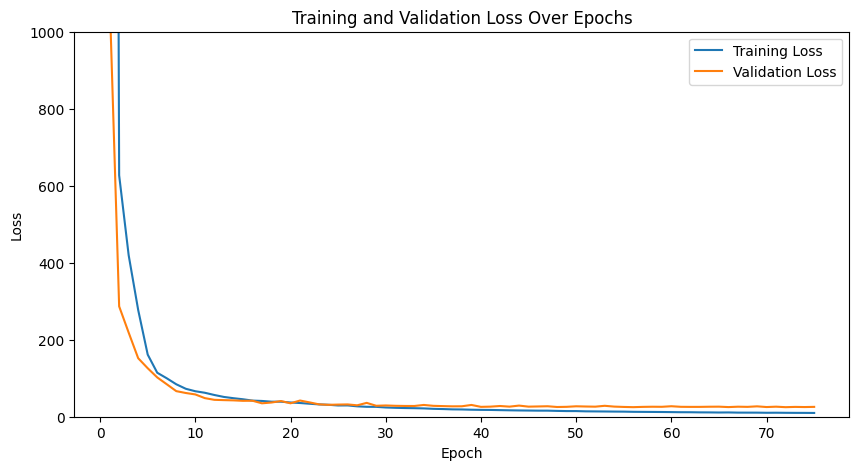 Training and Validation Loss Over Epochs
1000
800
600
400
200
0
Loss
Training Loss
Validation Loss
0 10 20 30 40 50 60 70
Epoch